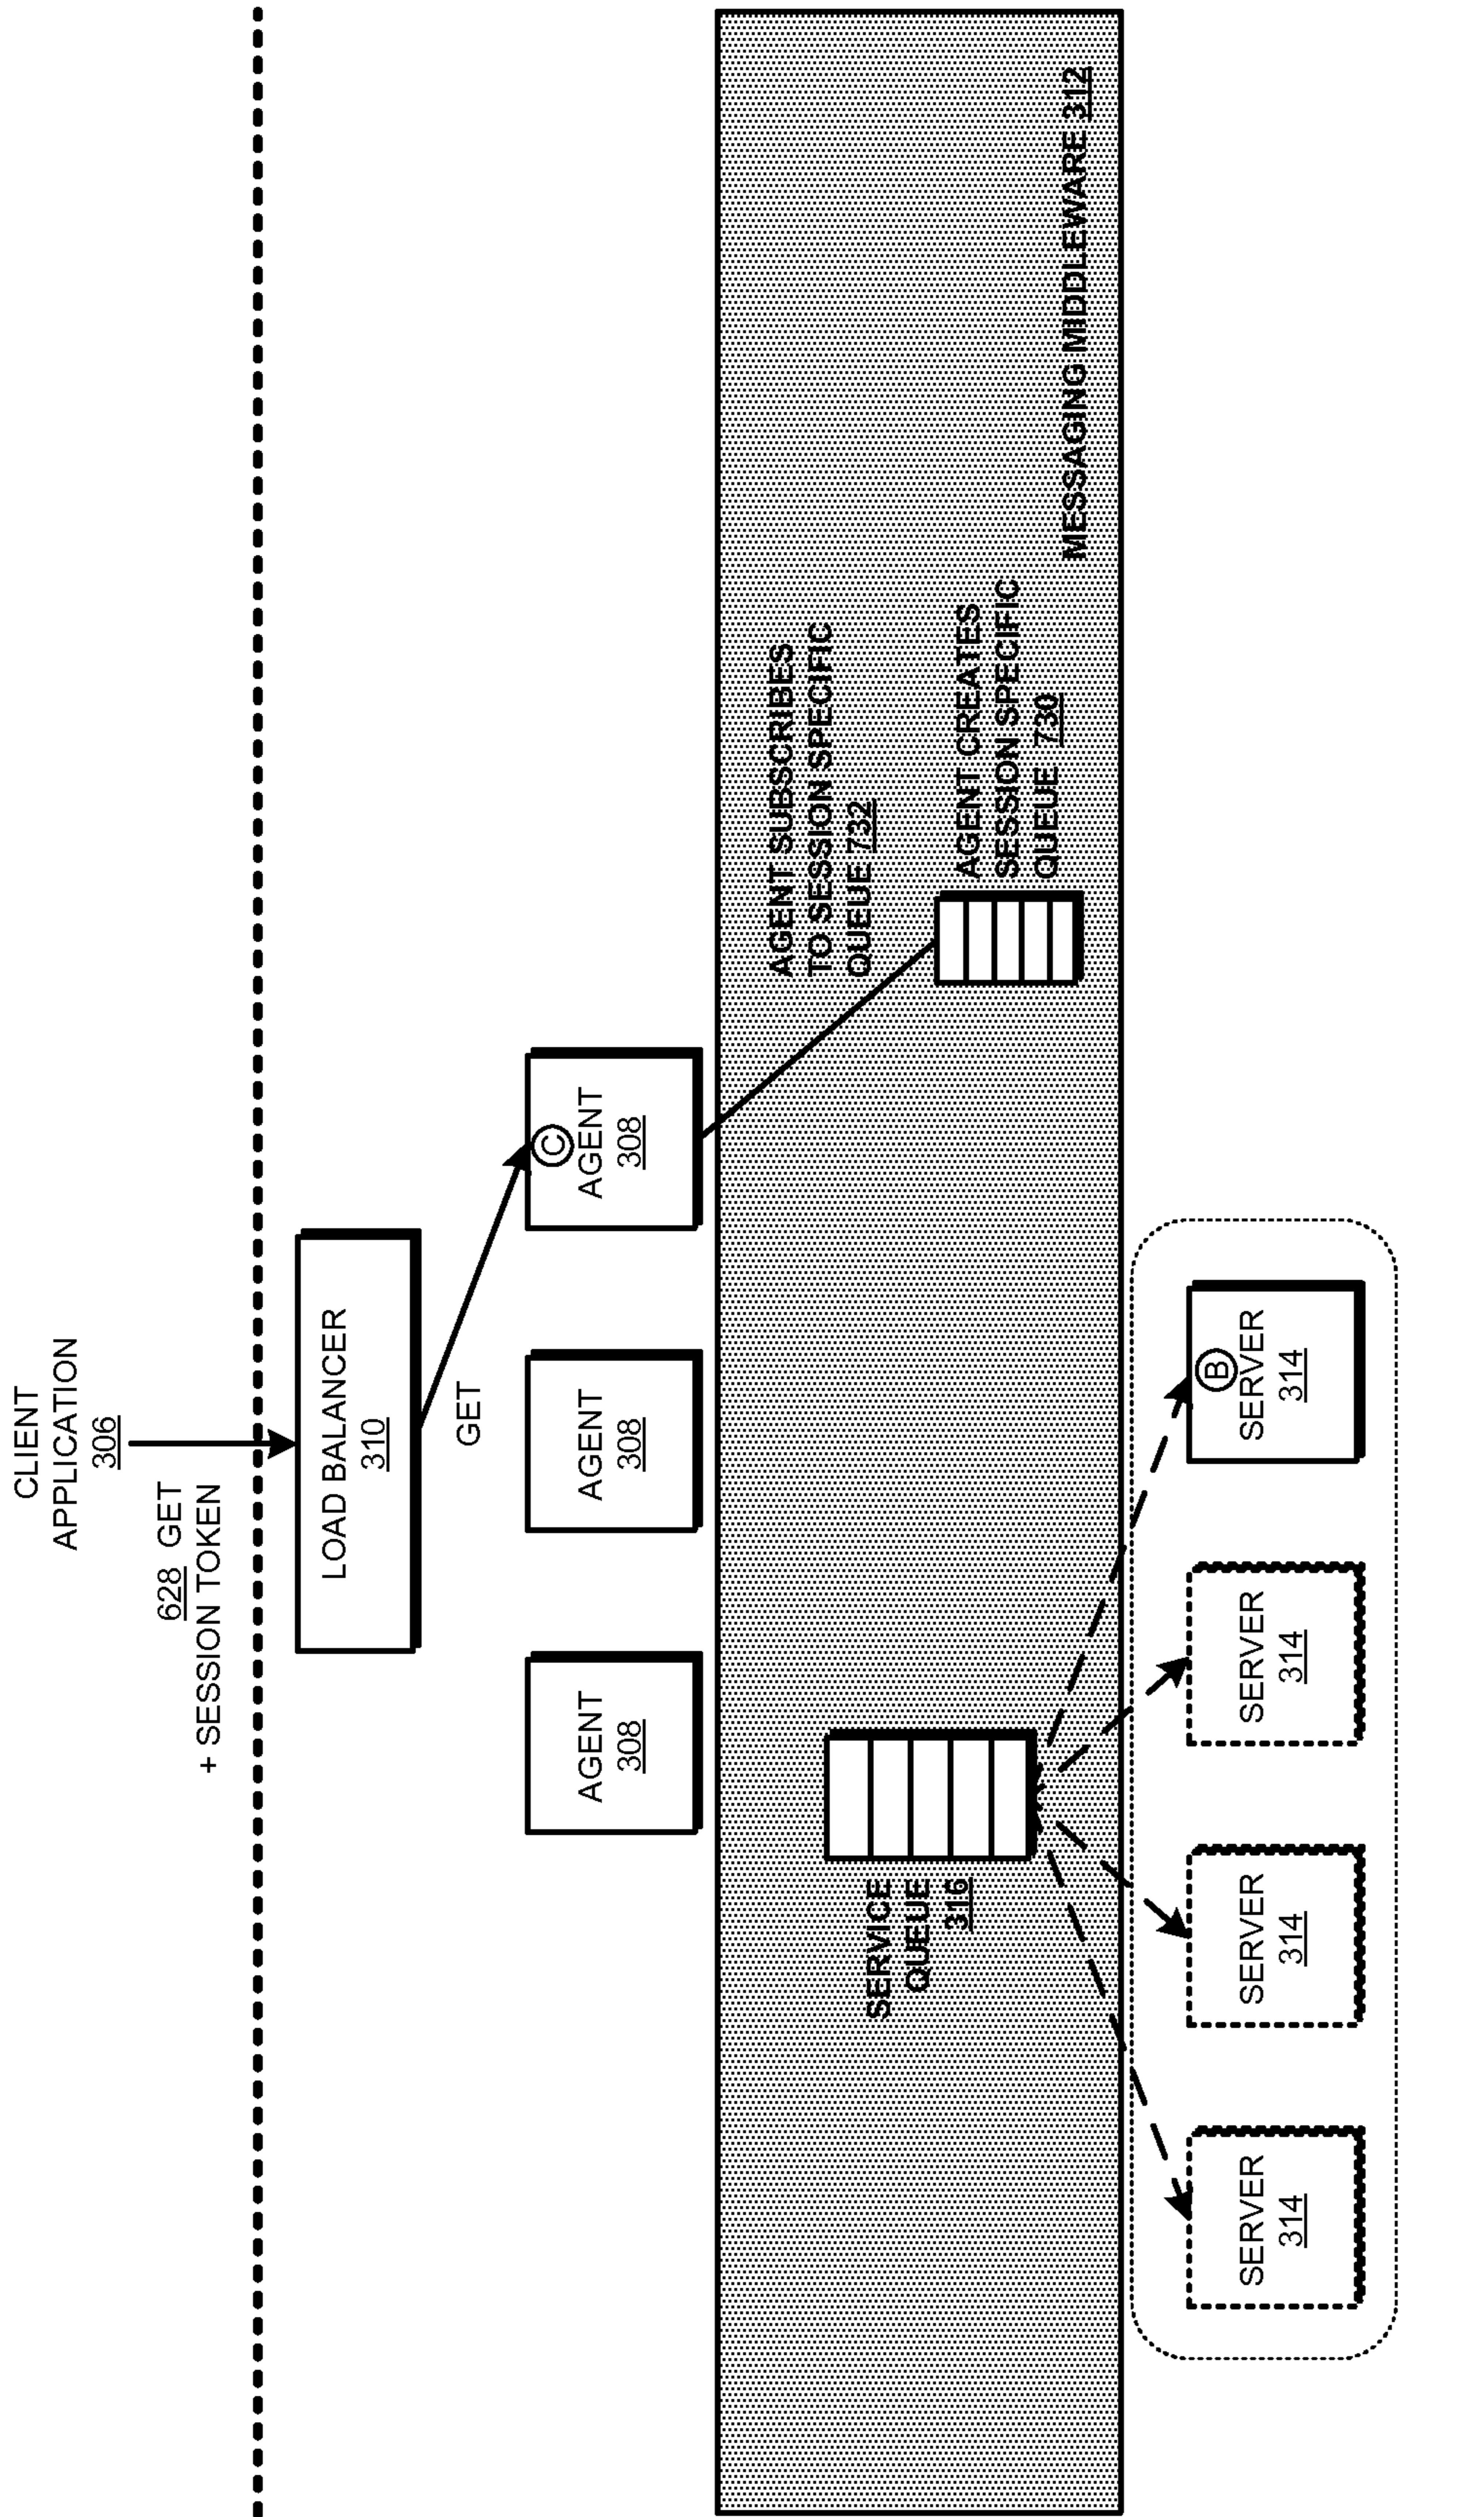 CLIENT
APPLICATION
306
628 GET
+ SESSION TOKEN
LOAD BALANCER
310
GET
AGENT
308
AGENT
308
C
AGENT
308
AGENT SUBSCRIBES
TO SESSION SPECIFIC
QUEUE 732
SERVICE
QUEUE
316
AGENT CREATES
SESSION SPECIFIC
QUEUE 730
MESSAGING MIDDLEWARE 312
SERVER
314
SERVER
314
SERVER
314
B
SERVER
314